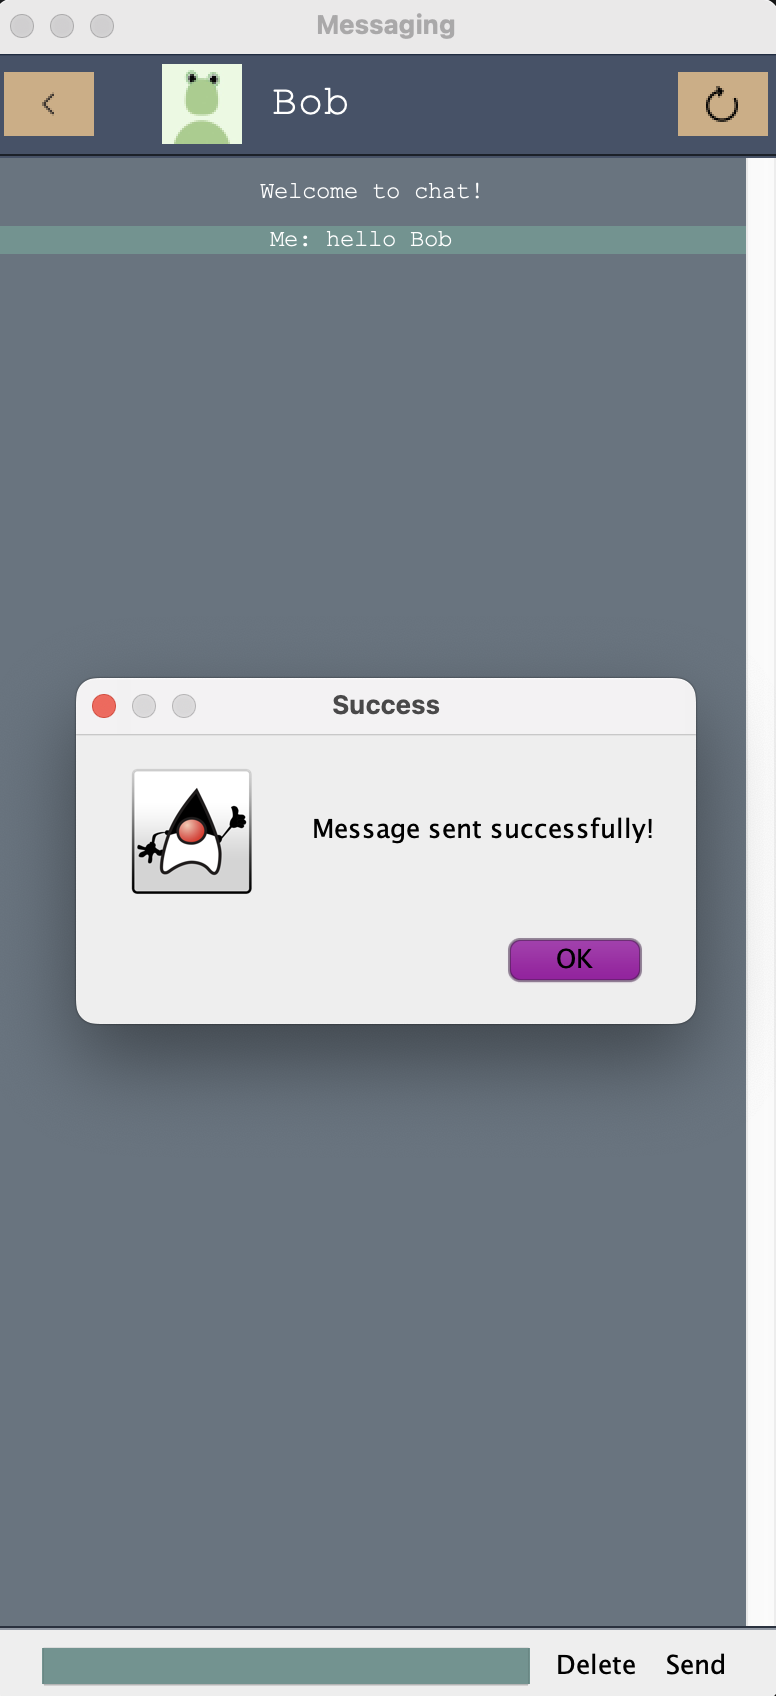 Messaging
Bob
Welcome to chat!
Me: hello Bob
Success
Message sent successfully!
OK
Delete Send